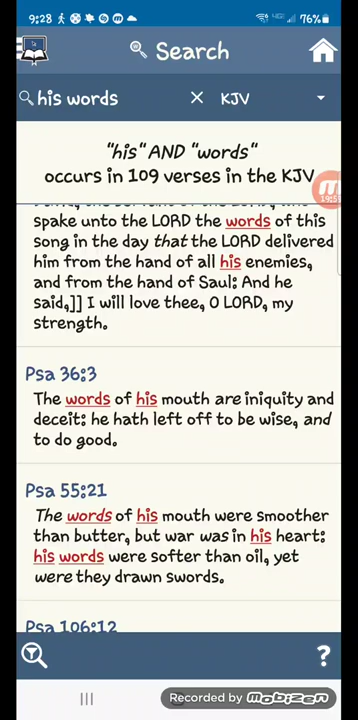 9:28
76%
Search
his words
KJV
"his" AND "words"
occurs in 109 verses in the KJV
19:5
spake unto the LORD the words of this
song in the day that the LORD delivered
him from the hand of all his enemies,
and from the hand of Saul: And he
said,]] I will love thee, O LORD, my
strength.
Psa 36:3
The words of his mouth are iniquity and
deceit: he hath left off to be wise, and
to do good.
Psa 55:21
The words of his mouth were smoother
than butter, but war was in his heart:
his words were softer than oil, yet
were they drawn swords.
Psa 106:12
?
Recorded by mobizen